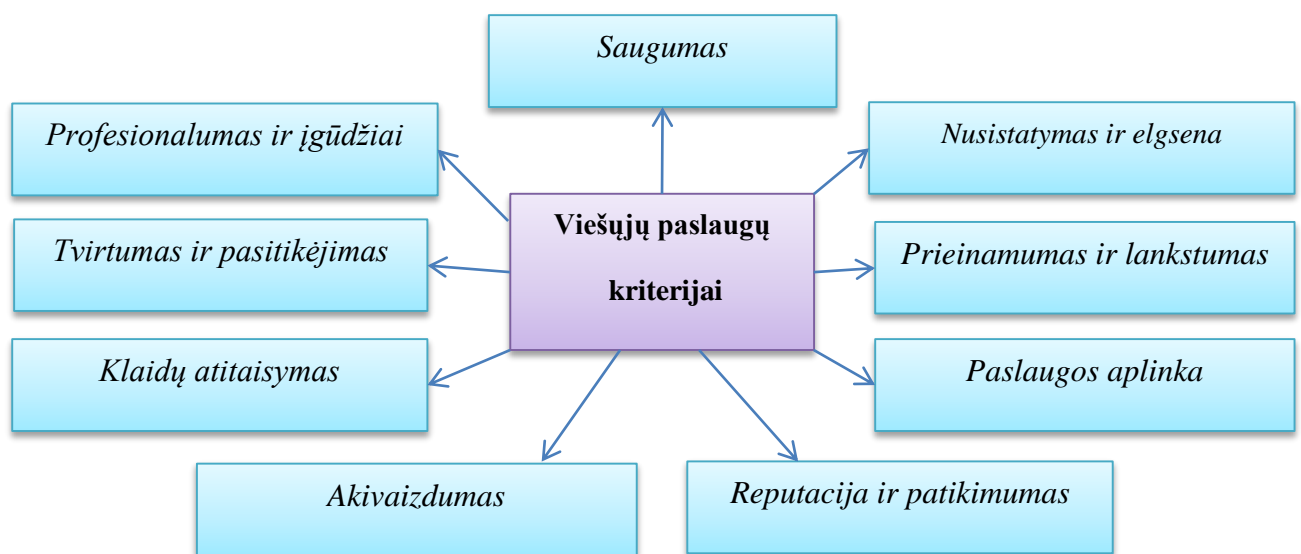 Saugumas
Profesionalumas ir įgūdžiai
Nusistatymas ir elgsena
Viešųjų paslaugų
kriterijai
Tvirtumas ir pasitikėjimas
Prieinamumas ir lankstumas
Klaidų atitaisymas
Paslaugos aplinka
Akivaizdumas
Reputacija ir patikimumas